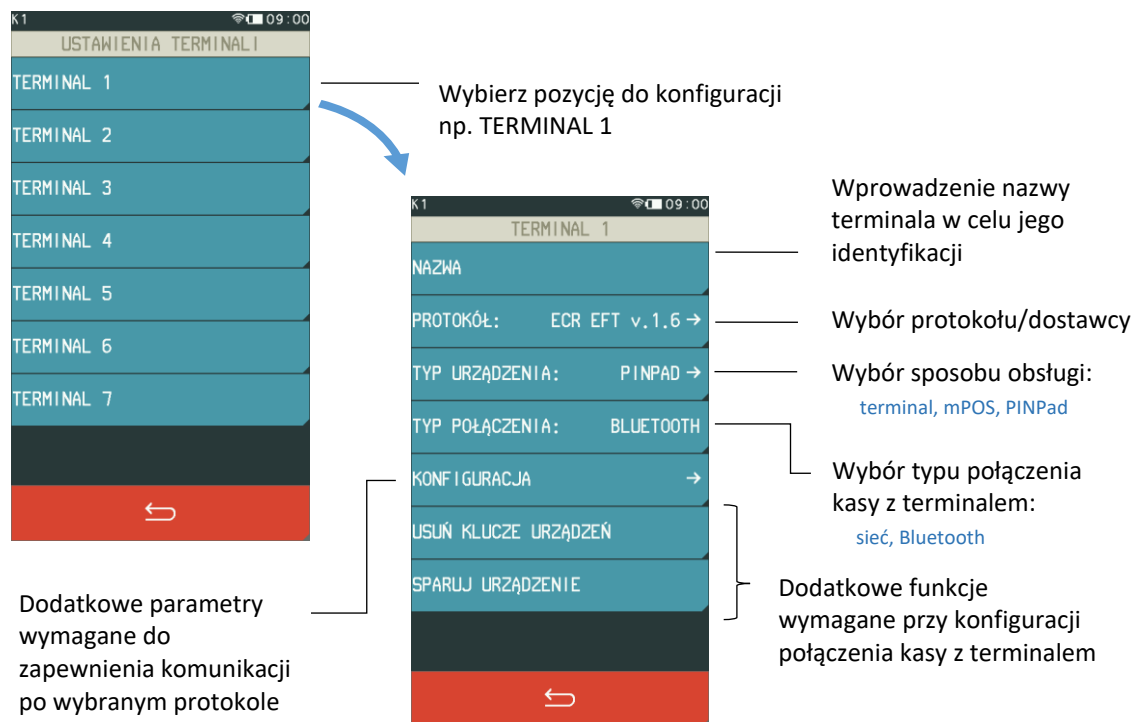 K1 09:00
USTAWIENIA TERMINALI
TERMINAL 1
TERMINAL 2
TERMINAL 3
TERMINAL 4
TERMINAL 5
TERMINAL 6
TERMINAL 7
Wybierz pozycję do konfiguracji
np. TERMINAL 1
K1 09:00
TERMINAL 1
NAZWA
PROTOKÓŁ: ECR EFT v.1.6 →
TYP URZĄDZENIA: PINPAD →
TYP POŁĄCZENIA: BLUETOOTH
KONFIGURACJA →
USUŃ KLUCZE URZĄDZEŃ
SPARUJ URZĄDZENIE
Wprowadzenie nazwy
terminala w celu jego
identyfikacji
Wybór protokołu/dostawcy
Wybór sposobu obsługi:
terminal, mPOS, PINPad
Wybór typu połączenia
kasy z terminalem:
sieć, Bluetooth
Dodatkowe funkcje
wymagane przy konfiguracji
połączenia kasy z terminalem
Dodatkowe parametry
wymagane do
zapewnienia komunikacji
po wybranym protokole